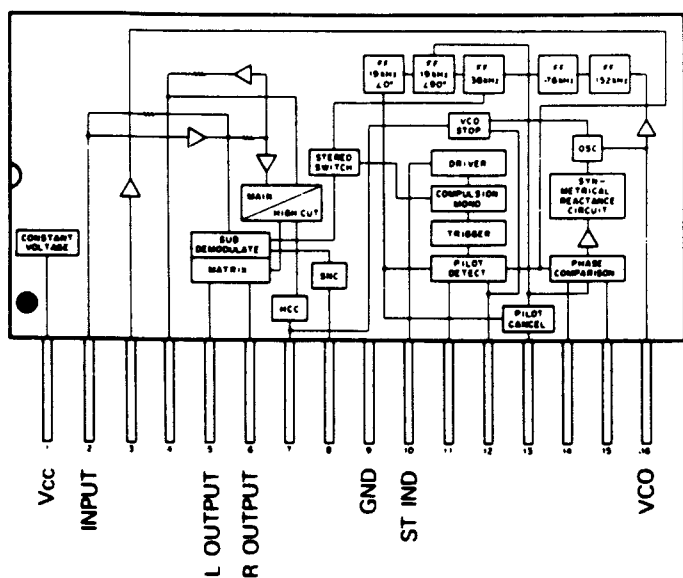 FF
19kHz
∠0°
FF
19kHz
∠90°
FF
38kHz
FF
76kHz
FF
152kHz
VCO
STOP
OSC
STEREO
SWITCH
DRIVER
SYM-
METRICAL
REACTANCE
CIRCUIT
MAIN
HIGH CUT
COMPULSION
MONO
CONSTANT
VOLTAGE
SUB
DEMODULATE
MATRIX
TRIGGER
SNC
PILOT
DETECT
PHASE
COMPARISON
HCC
PILOT
CANCEL
1 2 3 4 5 6 7 8 9 10 11 12 13 14 15 16
Vcc
INPUT
L OUTPUT
R OUTPUT
GND
ST IND
VCO